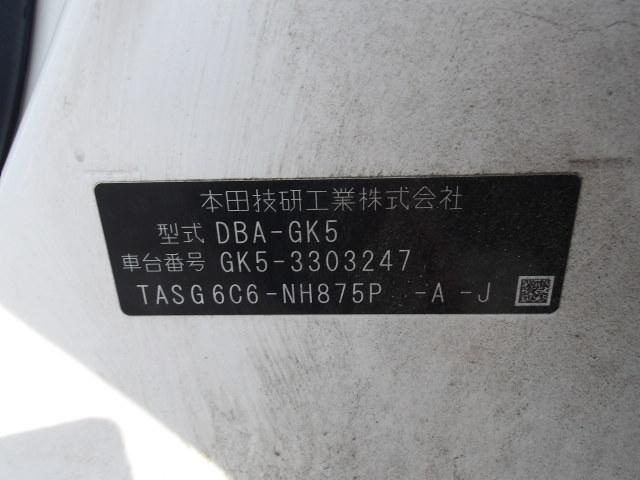 本田技研工業株式会社
型式 DBA-GK5
車台番号 GK5-3303247
TASG6C6-NH875P -A -J